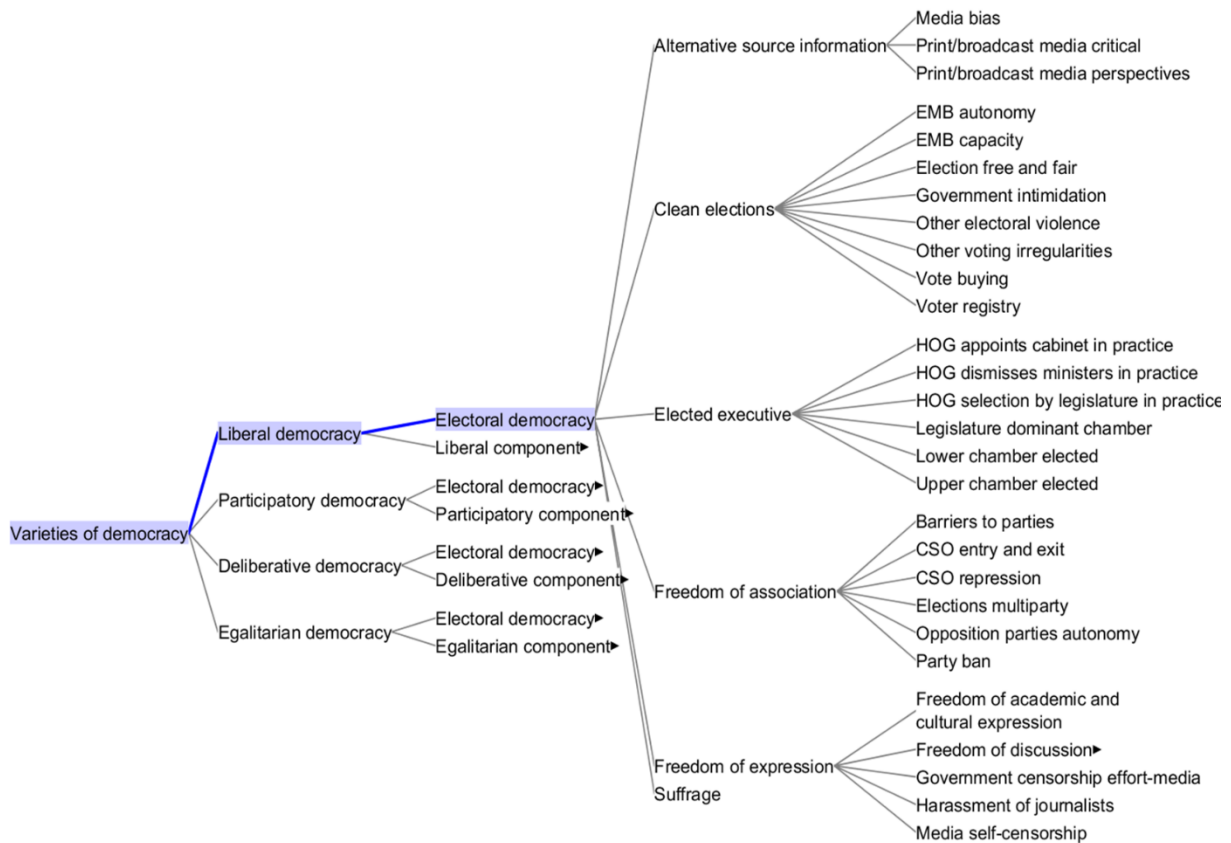 Media bias
Alternative source information
Print/broadcast media critical
Print/broadcast media perspectives
EMB autonomy
EMB capacity
Election free and fair
Government intimidation
Clean elections
Other electoral violence
Other voting irregularities
Vote buying
Voter registry
HOG appoints cabinet in practice
HOG dismisses ministers in practice
HOG selection by legislature in practice
Elected executive
Legislature dominant chamber
Lower chamber elected
Upper chamber elected
Electoral democracy
Liberal democracy
Liberal component▸
Participatory democracy
Electoral democracy▸
Participatory component▸
Varieties of democracy
Deliberative democracy
Electoral democracy▸
Deliberative component▸
Egalitarian democracy
Electoral democracy▸
Egalitarian component▸
Barriers to parties
CSO entry and exit
CSO repression
Freedom of association
Elections multiparty
Opposition parties autonomy
Party ban
Freedom of academic and
cultural expression
Freedom of discussion▸
Freedom of expression
Government censorship effort-media
Suffrage
Harassment of journalists
Media self-censorship